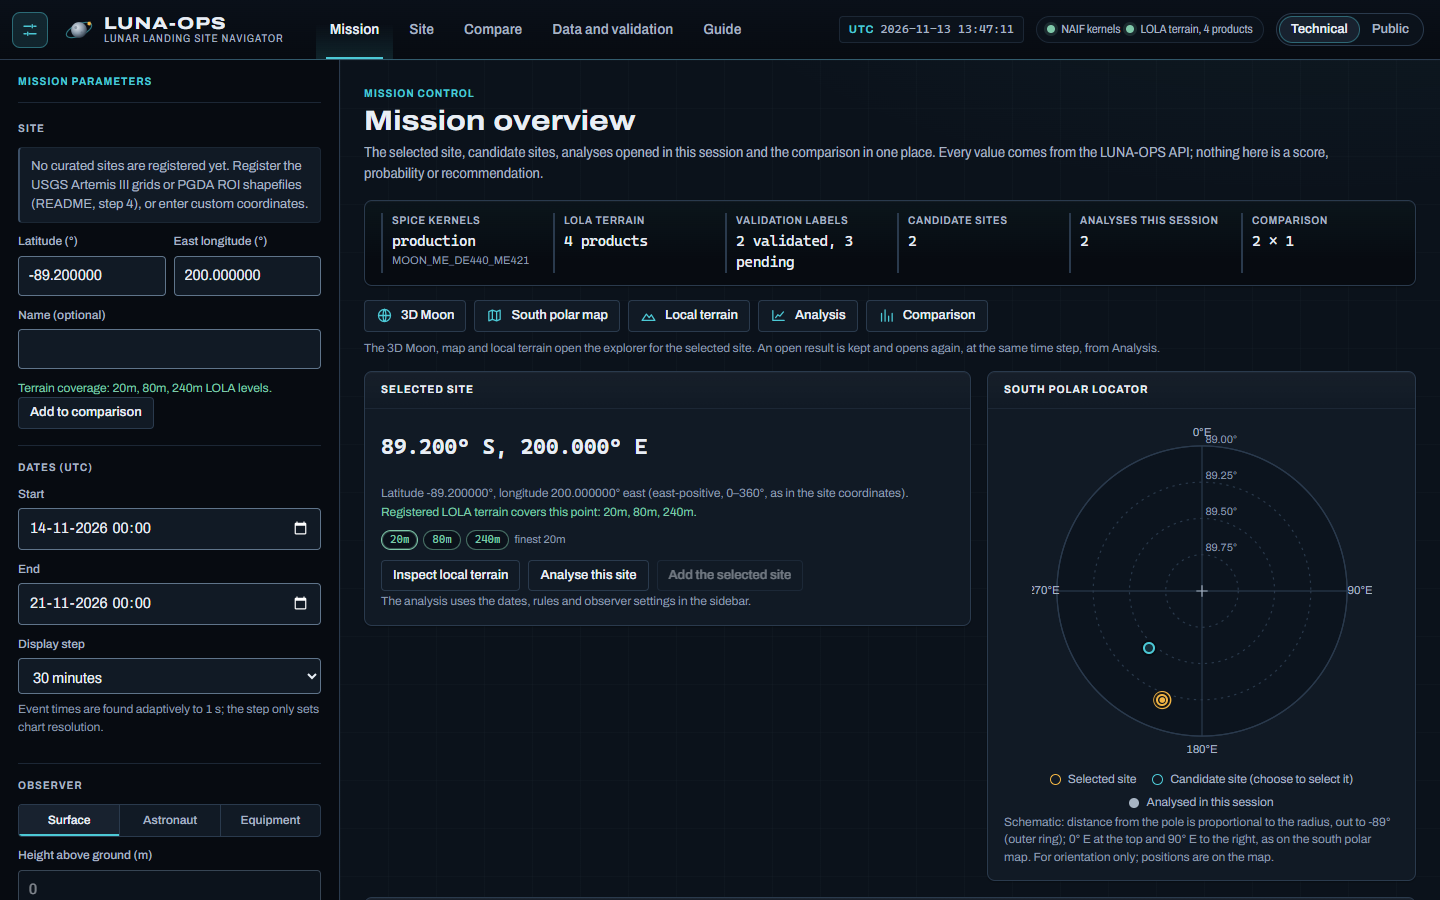 LUNA-OPS
LUNAR LANDING SITE NAVIGATOR
Mission
Site
Compare
Data and validation
Guide
UTC 2026-11-13 13:47:11
NAIF kernels
LOLA terrain, 4 products
Technical
Public
MISSION PARAMETERS
SITE
No curated sites are registered yet. Register the
USGS Artemis III grids or PGDA ROI shapefiles
(README, step 4), or enter custom coordinates.
Latitude (°)
East longitude (°)
-89.200000
200.000000
Name (optional)
Terrain coverage: 20m, 80m, 240m LOLA levels.
Add to comparison
DATES (UTC)
Start
14-11-2026 00:00
End
21-11-2026 00:00
Display step
30 minutes
Event times are found adaptively to 1 s; the step only sets
chart resolution.
OBSERVER
Surface
Astronaut
Equipment
Height above ground (m)
0
MISSION CONTROL
Mission overview
The selected site, candidate sites, analyses opened in this session and the comparison in one place. Every value comes from the LUNA-OPS API; nothing here is a score,
probability or recommendation.
SPICE KERNELS
production
MOON_ME_DE440_ME421
LOLA TERRAIN
4 products
VALIDATION LABELS
2 validated, 3
pending
CANDIDATE SITES
2
ANALYSES THIS SESSION
2
COMPARISON
2 × 1
3D Moon
South polar map
Local terrain
Analysis
Comparison
The 3D Moon, map and local terrain open the explorer for the selected site. An open result is kept and opens again, at the same time step, from Analysis.
SELECTED SITE
89.200° S, 200.000° E
Latitude -89.200000°, longitude 200.000000° east (east-positive, 0–360°, as in the site coordinates).
Registered LOLA terrain covers this point: 20m, 80m, 240m.
20m
80m
240m
finest 20m
Inspect local terrain
Analyse this site
Add the selected site
The analysis uses the dates, rules and observer settings in the sidebar.
SOUTH POLAR LOCATOR
0°E
89.00°
89.25°
89.50°
89.75°
270°E
90°E
180°E
Selected site
Candidate site (choose to select it)
Analysed in this session
Schematic: distance from the pole is proportional to the radius, out to -89°
(outer ring); 0° E at the top and 90° E to the right, as on the south polar
map. For orientation only; positions are on the map.